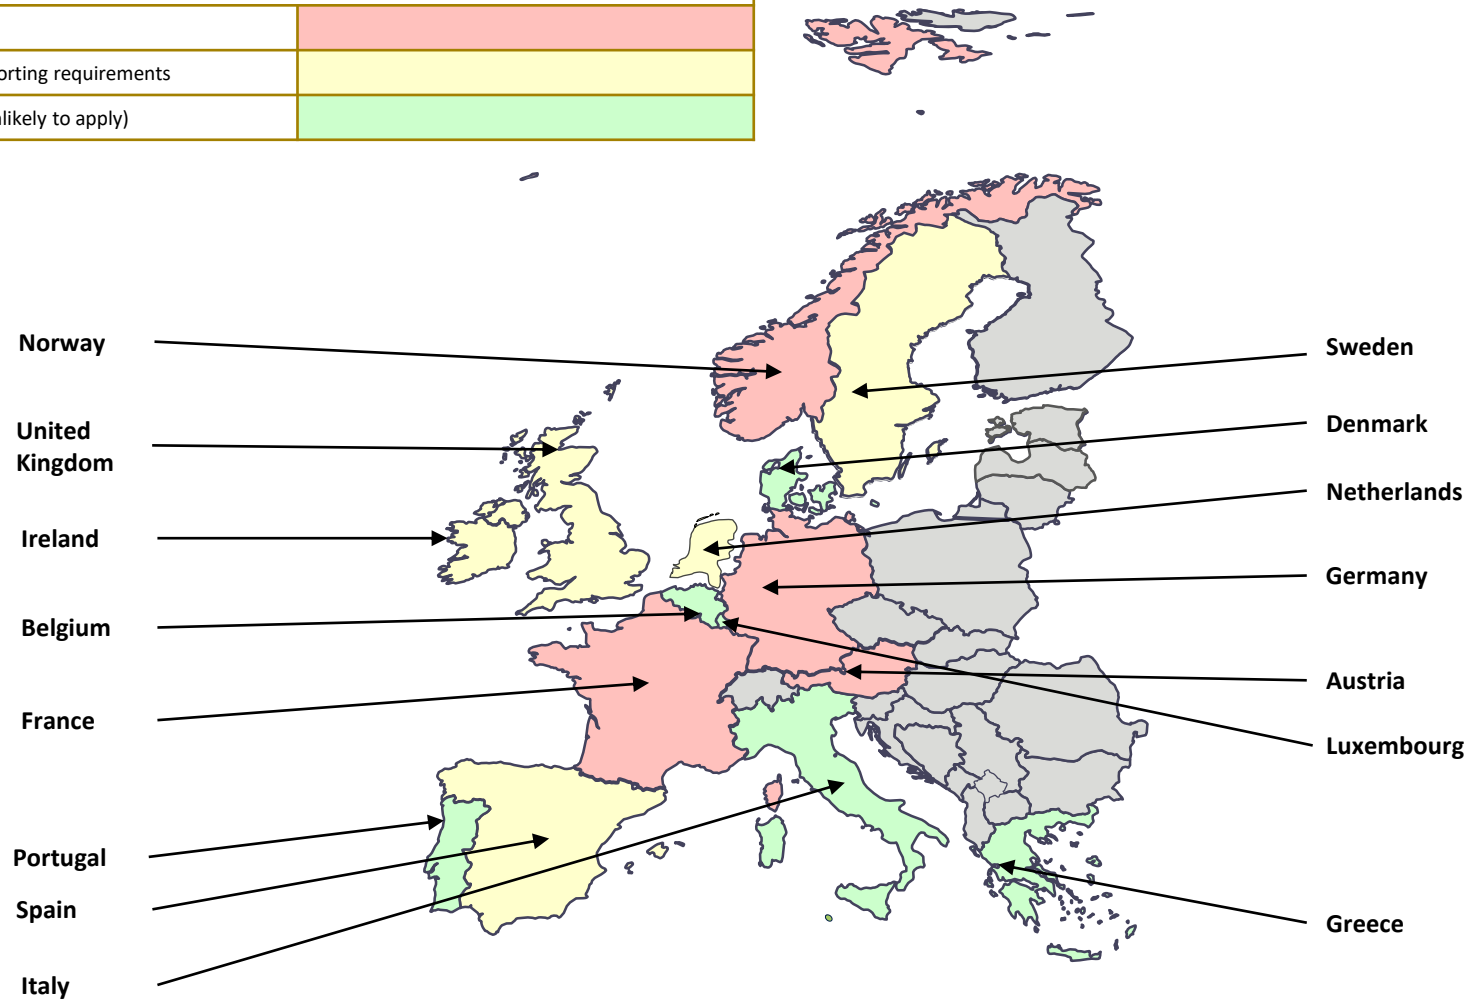 orting requirements
likely to apply)
Norway
United
Kingdom
Ireland
Belgium
France
Portugal
Spain
Italy
Sweden
Denmark
Netherlands
Germany
Austria
Luxembourg
Greece